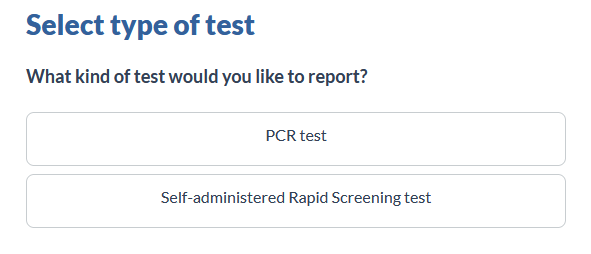 Select type of test
What kind of test would you like to report?
PCR test
Self-administered Rapid Screening test